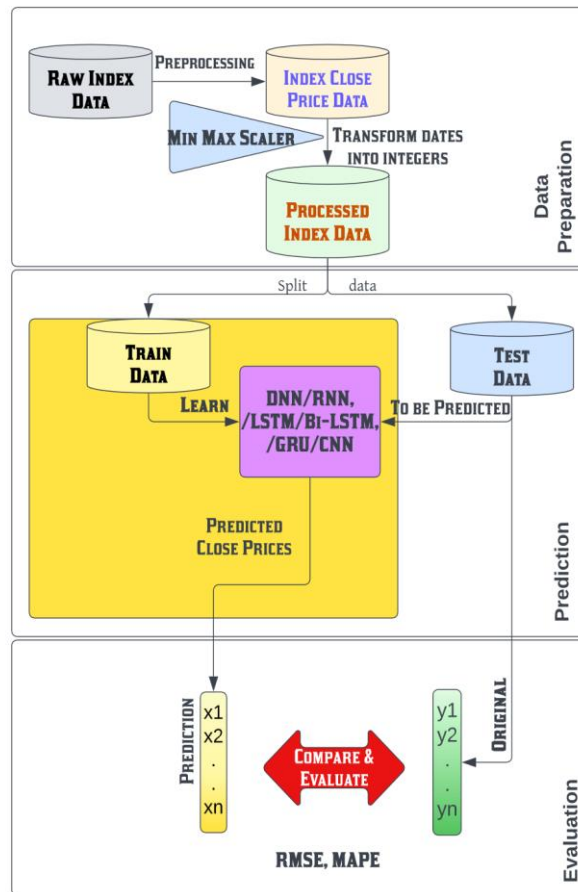 Preprocessing
Raw Index
Data
Index Close
Price Data
Min Max Scaler
Transform dates
into integers
Processed
Index Data
Data
Preparation
Split data
Train
Data
Test
Data
Learn
DNN/RNN,
/LSTM/Bi-LSTM,
/GRU/CNN
To be Predicted
Predicted
Close Prices
Prediction
Prediction
x1
x2
.
.
xn
Compare &
Evaluate
y1
y2
.
.
yn
Original
RMSE, MAPE
Evaluation